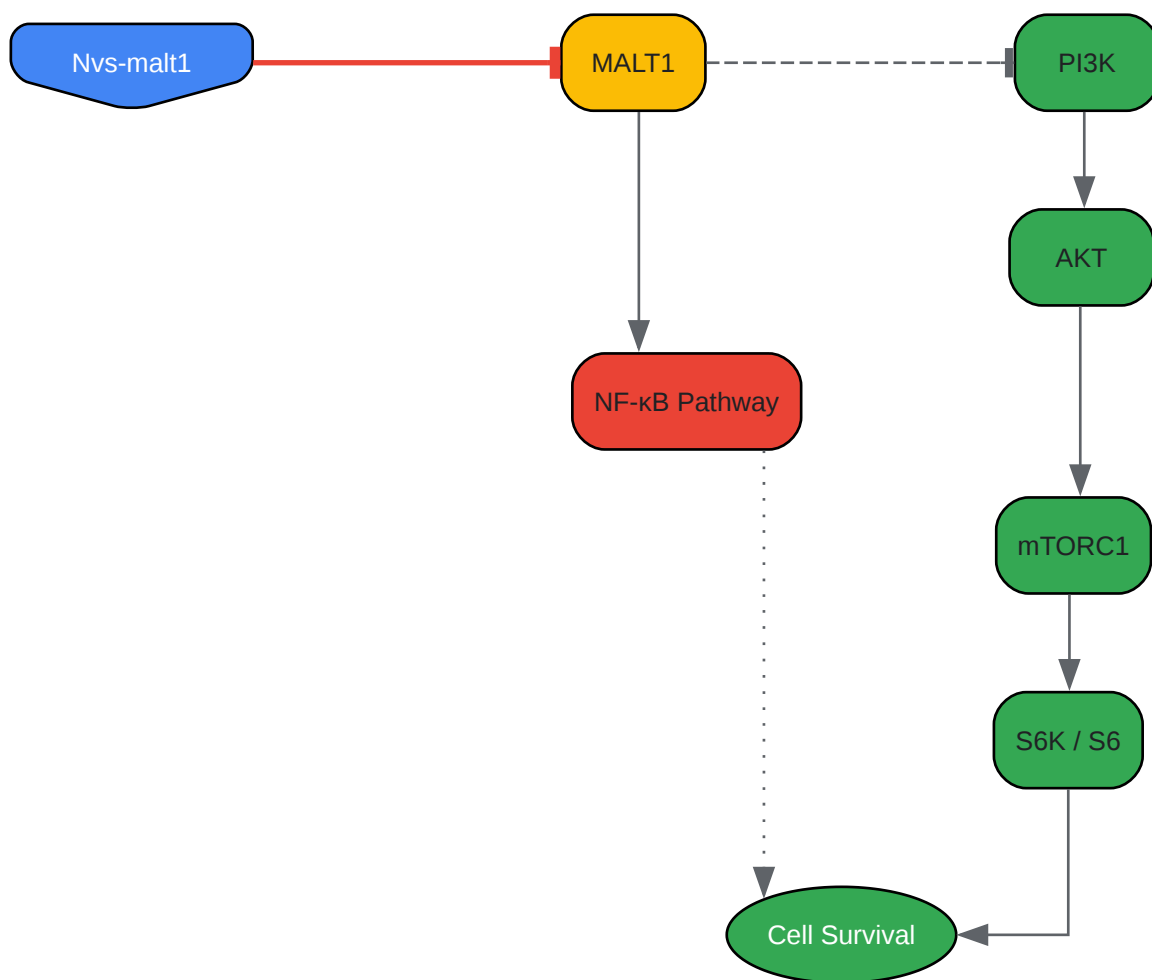 Nvs-malt1
MALT1
PI3K
AKT
NF-κB Pathway
mTORC1
S6K / S6
Cell Survival